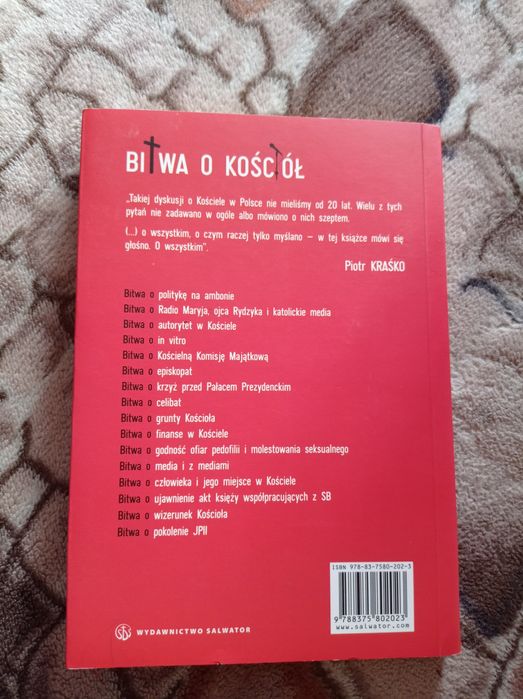 BITWA O KOŚCIÓŁ
„Takiej dyskusji o Kościele w Polsce nie mieliśmy od 20 lat. Wielu z tych
pytań nie zadawano w ogóle albo mówiono o nich szeptem.
(...) o wszystkim, o czym raczej tylko myślano – w tej książce mówi się
głośno. O wszystkim".
Piotr KRAŚKO
Bitwa o politykę na ambonie
Bitwa o Radio Maryja, ojca Rydzyka i katolickie media
Bitwa o autorytet w Kościele
Bitwa o in vitro
Bitwa o Kościelną Komisję Majątkową
Bitwa o episkopat
Bitwa o krzyż przed Pałacem Prezydenckim
Bitwa o celibat
Bitwa o grunty Kościoła
Bitwa o finanse w Kościele
Bitwa o godność ofiar pedofilii i molestowania seksualnego
Bitwa o media i z mediami
Bitwa o człowieka i jego miejsce w Kościele
Bitwa o ujawnienie akt księży współpracujących z SB
Bitwa o wizerunek Kościoła
Bitwa o pokolenie JPII
ISBN 978-83-7580-202-3
9 788375 802023
www.salwator.com
SDS WYDAWNICTWO SALWATOR